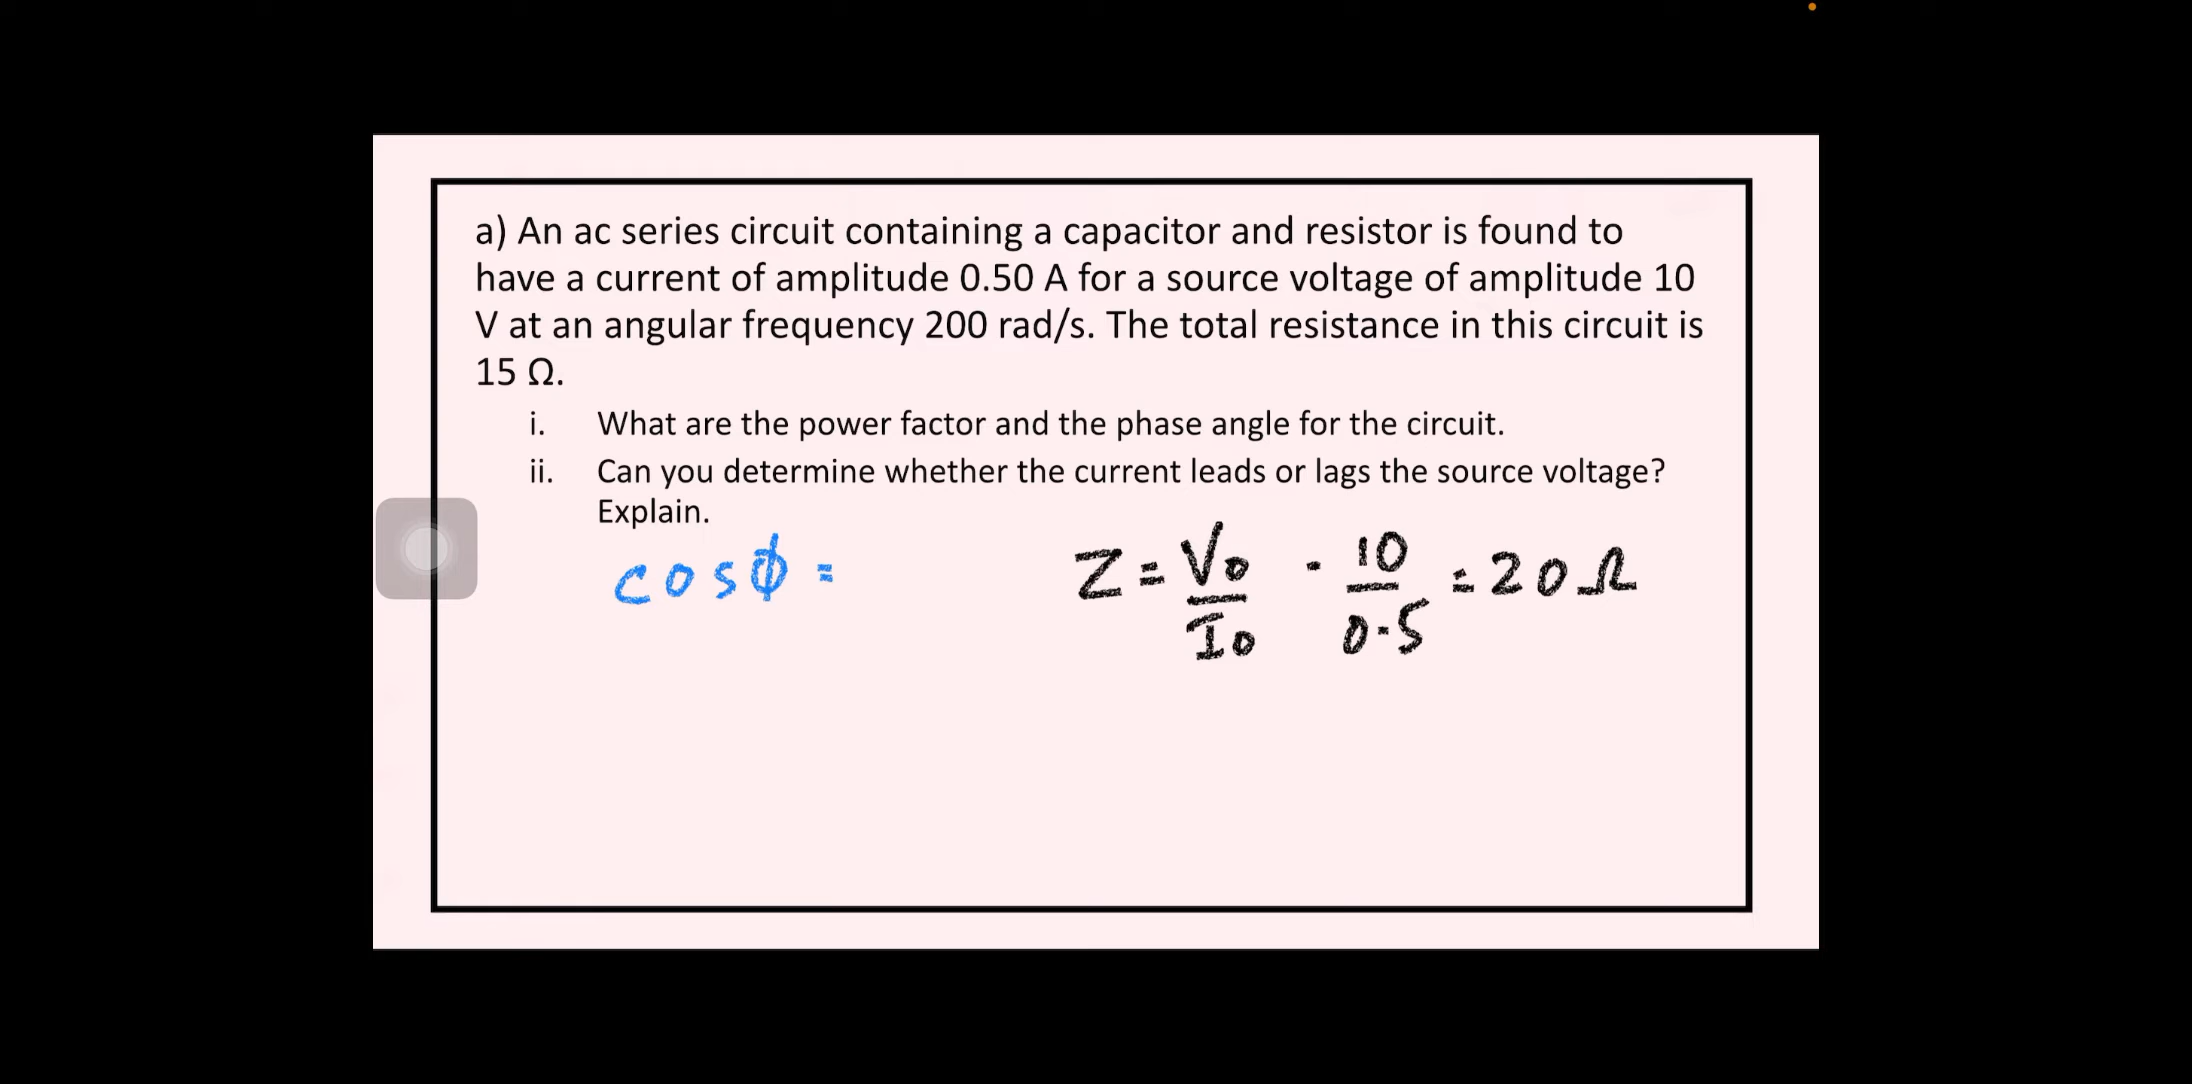 a) An ac series circuit containing a capacitor and resistor is found to
have a current of amplitude 0.50 A for a source voltage of amplitude 10
V at an angular frequency 200 rad/s. The total resistance in this circuit is
15 Ω.
i. What are the power factor and the phase angle for the circuit.
ii. Can you determine whether the current leads or lags the source voltage?
Explain.
cosϕ =
Z = V₀/I₀ · 10/0.5 = 20 Ω